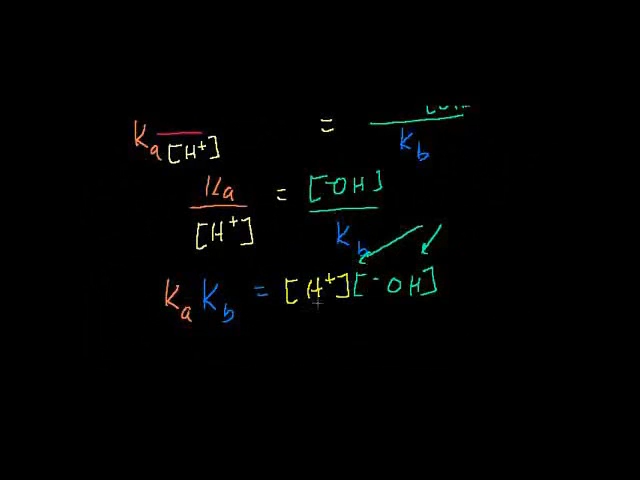 Ka/[H⁺] = /Kb
Ka/[H⁺] = [⁻OH]/Kb
KaKb = [H⁺][⁻OH]